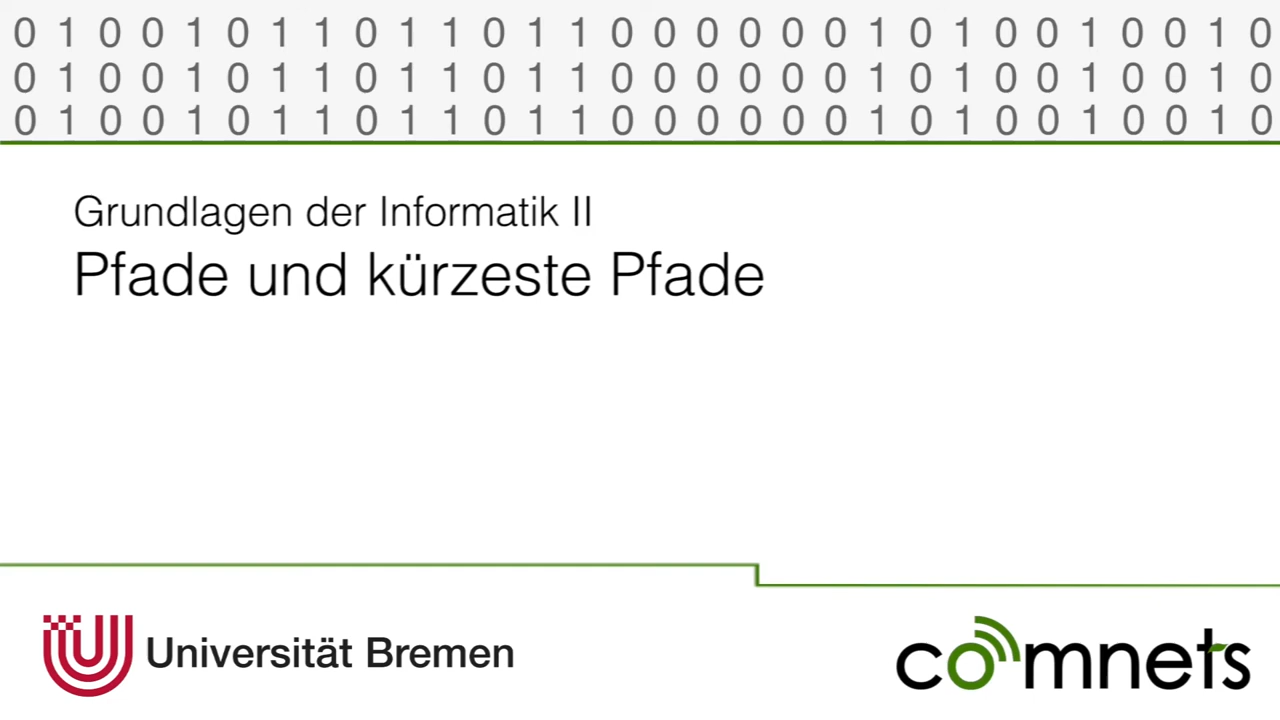 0 1 0 0 1 0 1 1 0 1 1 0 1 1 0 0 0 0 0 0 1 0 1 0 0 1 0 0 1 0
0 1 0 0 1 0 1 1 0 1 1 0 1 1 0 0 0 0 0 0 1 0 1 0 0 1 0 0 1 0
0 1 0 0 1 0 1 1 0 1 1 0 1 1 0 0 0 0 0 0 1 0 1 0 0 1 0 0 1 0
Grundlagen der Informatik II
Pfade und kürzeste Pfade
Universität Bremen
comnets